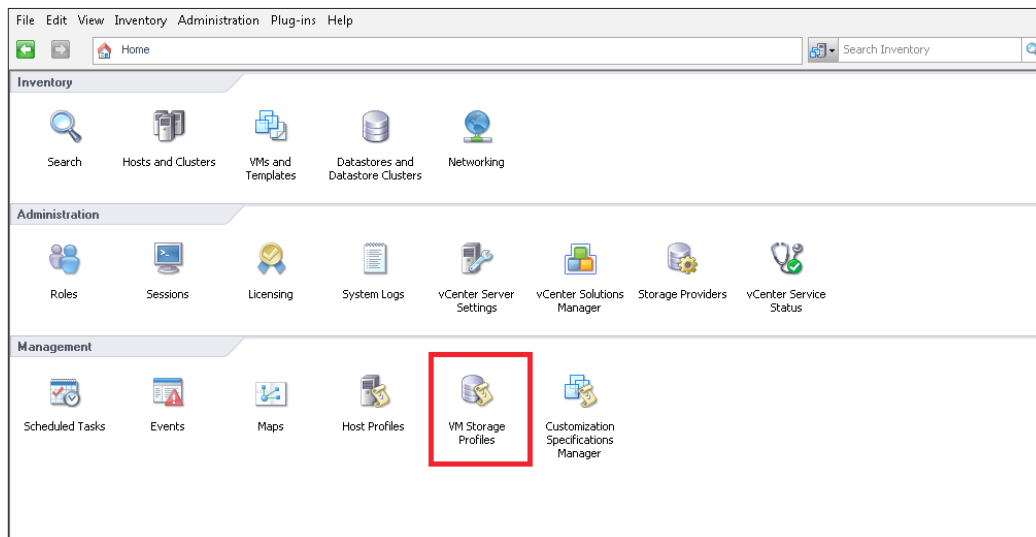 File Edit View Inventory Administration Plug-ins Help
Home
Search Inventory
Inventory
Search
Hosts and Clusters
VMs and
Templates
Datastores and
Datastore Clusters
Networking
Administration
Roles
Sessions
Licensing
System Logs
vCenter Server
Settings
vCenter Solutions
Manager
Storage Providers
vCenter Service
Status
Management
Scheduled Tasks
Events
Maps
Host Profiles
VM Storage
Profiles
Customization
Specifications
Manager